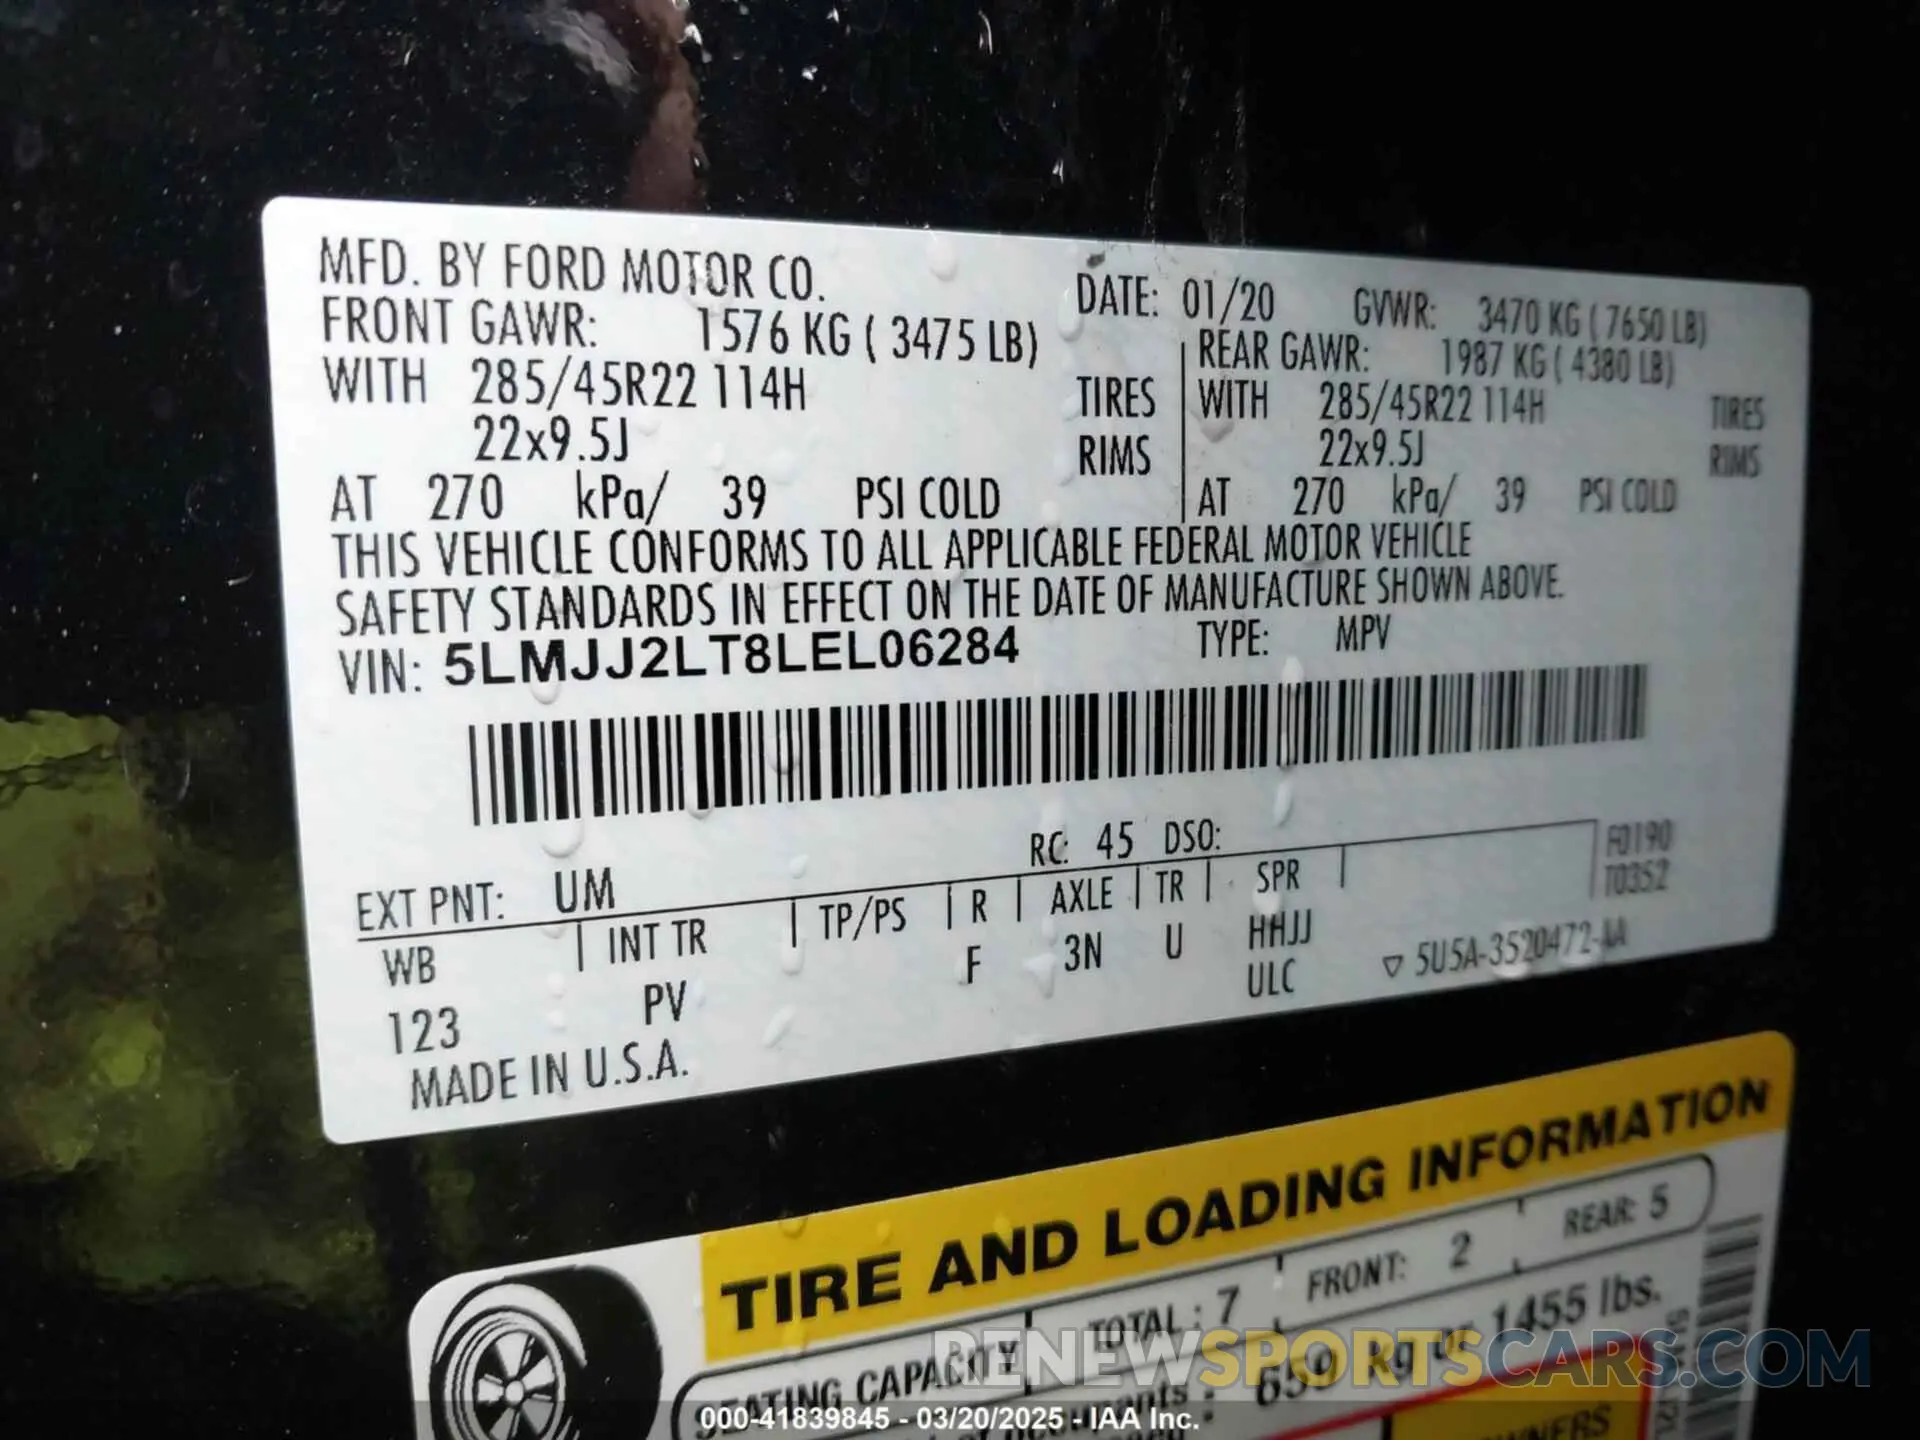 MFD. BY FORD MOTOR CO. DATE: 01/20 GVWR: 3470 KG ( 7650 LB)
FRONT GAWR: 1576 KG ( 3475 LB) REAR GAWR: 1987 KG ( 4380 LB)
WITH 285/45R22 114H TIRES WITH 285/45R22 114H TIRES
22x9.5J RIMS 22x9.5J RIMS
AT 270 kPa/ 39 PSI COLD AT 270 kPa/ 39 PSI COLD
THIS VEHICLE CONFORMS TO ALL APPLICABLE FEDERAL MOTOR VEHICLE
SAFETY STANDARDS IN EFFECT ON THE DATE OF MANUFACTURE SHOWN ABOVE.
VIN: 5LMJJ2LT8LEL06284 TYPE: MPV
EXT PNT: UM RC: 45 DSO: F0190
T0352
WB INT TR TP/PS R AXLE TR SPR
123 PV F 3N U HHJJ
ULC
▽ 5U5A-3520472-AA
MADE IN U.S.A.
TIRE AND LOADING INFORMATION
SEATING CAPACITY TOTAL : 7 FRONT: 2 REAR: 5
650 kg or 1455 lbs.
RENEWSPORTSCARS.COM
000-41839845 - 03/20/2025 - IAA Inc.